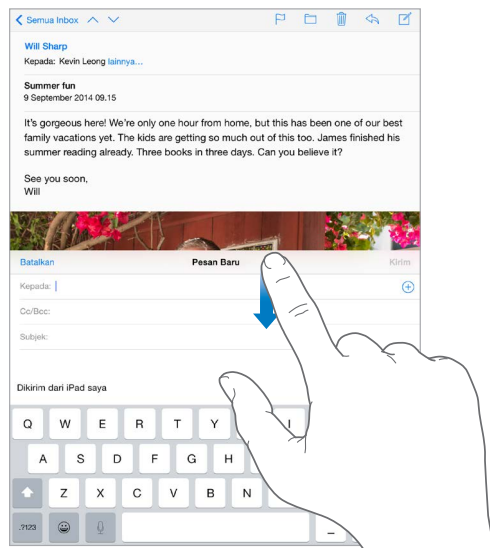 Semua Inbox
Will Sharp
Kepada: Kevin Leong lainnya...
Summer fun
9 September 2014 09.15
It's gorgeous here! We're only one hour from home, but this has been one of our best
family vacations yet. The kids are getting so much out of this too. James finished his
summer reading already. Three books in three days. Can you believe it?
See you soon,
Will
Batalkan Pesan Baru Kirim
Kepada:
Cc/Bcc:
Subjek:
Dikirim dari iPad saya
Q W E R T Y I
A S D F G H
Z X C V B N
.?123 _